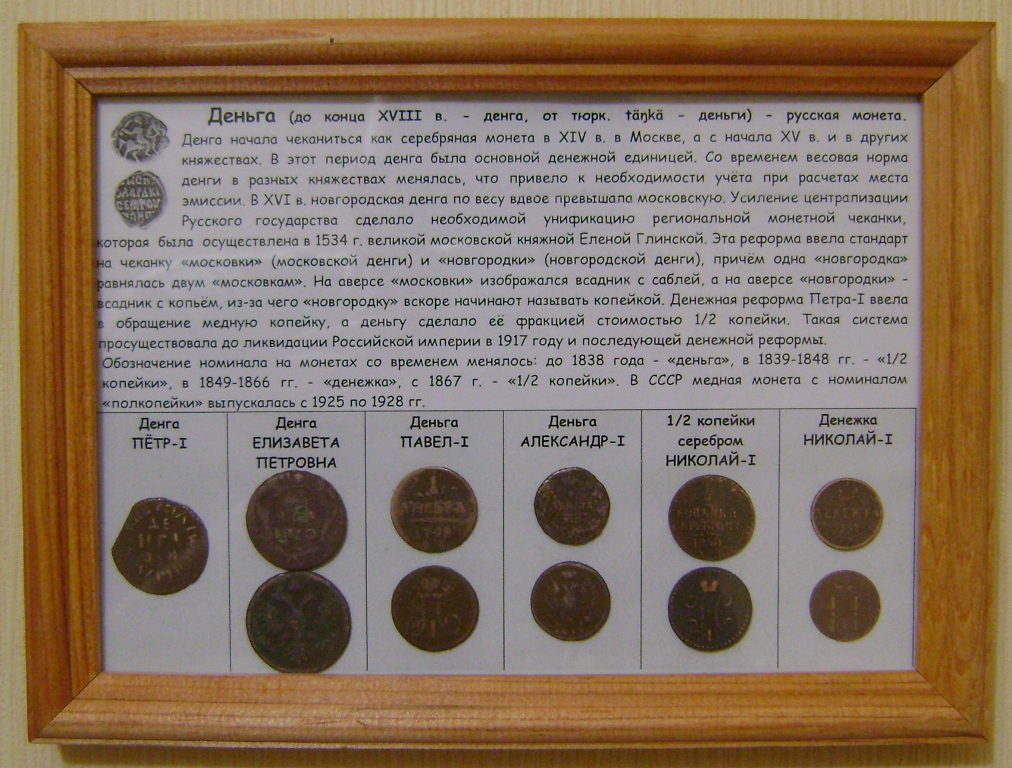 Деньга (до конца XVIII в. - денга, от тюрк. täŋkä - деньги) - русская монета.
Денга начала чеканиться как серебряная монета в XIV в. в Москве, а с начала XV в. и в других
княжествах. В этот период денга была основной денежной единицей. Со временем весовая норма
денги в разных княжествах менялась, что привело к необходимости учёта при расчетах места
эмиссии. В XVI в. новгородская денга по весу вдвое превышала московскую. Усиление централизации
Русского государства сделало необходимой унификацию региональной монетной чеканки,
которая была осуществлена в 1534 г. великой московской княжной Еленой Глинской. Эта реформа ввела стандарт
на чеканку «московки» (московской денги) и «новгородки» (новгородской денги), причём одна «новгородка»
равнялась двум «московкам». На аверсе «московки» изображался всадник с саблей, а на аверсе «новгородки» -
всадник с копьём, из-за чего «новгородку» вскоре начинают называть копейкой. Денежная реформа Петра-I ввела
в обращение медную копейку, а деньгу сделало её фракцией стоимостью 1/2 копейки. Такая система
просуществовала до ликвидации Российской империи в 1917 году и последующей денежной реформы.
Обозначение номинала на монетах со временем менялось: до 1838 года - «деньга», в 1839-1848 гг. - «1/2
копейки», в 1849-1866 гг. - «денежка», с 1867 г. - «1/2 копейки». В СССР медная монета с номиналом
«полкопейки» выпускалась с 1925 по 1928 гг.
Денга
ПЁТР-I
Денга
ЕЛИЗАВЕТА
ПЕТРОВНА
Деньга
ПАВЕЛ-I
Деньга
АЛЕКСАНДР-I
1/2 копейки
серебром
НИКОЛАЙ-I
Денежка
НИКОЛАЙ-I